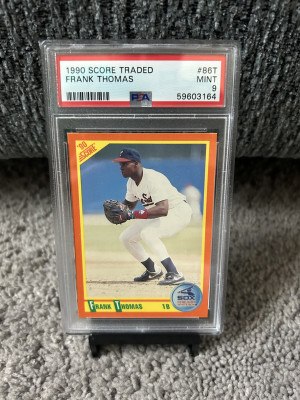 1990 SCORE TRADED #86T
FRANK THOMAS MINT
9
PSA 59603164
'90
SCORE
SOX
FRANK THOMAS 1B